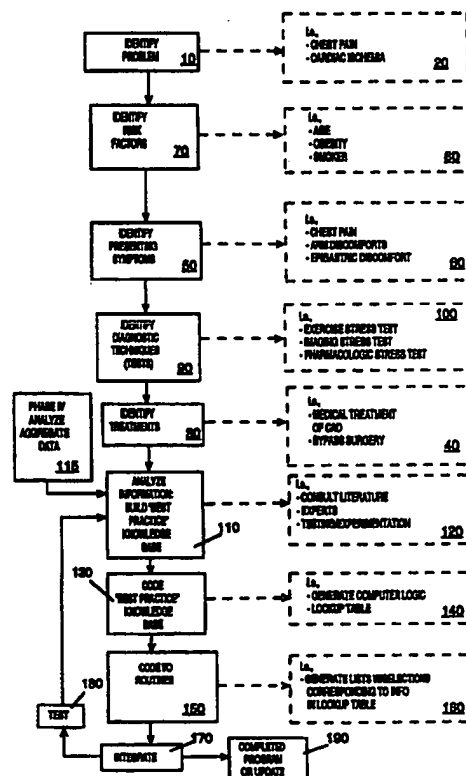 IDENTIFY
PROBLEM
10
i.e.,
- CHEST PAIN
- CARDIAC ISCHEMIA
20
IDENTIFY
RISK
FACTORS
70
i.e.,
- AGE
- OBESITY
- SMOKER
IDENTIFY
PRESENTING
SYMPTOMS
i.e.,
- CHEST PAIN
- ARM DISCOMFORTS
- EPIGASTRIC DISCOMFORT
IDENTIFY
DIAGNOSTIC
TECHNIQUES
(TESTS)
90
i.e.,
100
- EXERCISE STRESS TEST
- IMAGING STRESS TEST
- PHARMACOLOGIC STRESS TEST
IDENTIFY
TREATMENTS
i.e.,
- MEDICAL TREATMENT
OF CAD
- BYPASS SURGERY
40
PHASE IV
ANALYZE
AGGREGATE
DATA
115
ANALYZE
INFORMATION:
BUILD 'BEST
PRACTICE'
KNOWLEDGE
BASE
110
i.e.,
- CONSULT LITERATURE
- EXPERTS
- TESTING/EXPERIMENTATION
120
130
CODE
'BEST PRACTICE'
KNOWLEDGE
BASE
i.e.,
- GENERATE COMPUTER LOGIC
- LOOKUP TABLE
140
CODE TO
ROUTINES
150
i.e.,
- GENERATE LISTS W/SELECTIONS
CORRESPONDING TO INFO
IN LOOKUP TABLE
160
180
TEST
INTEGRATE
170
190
COMPLETED
PROGRAM
OR UPDATE